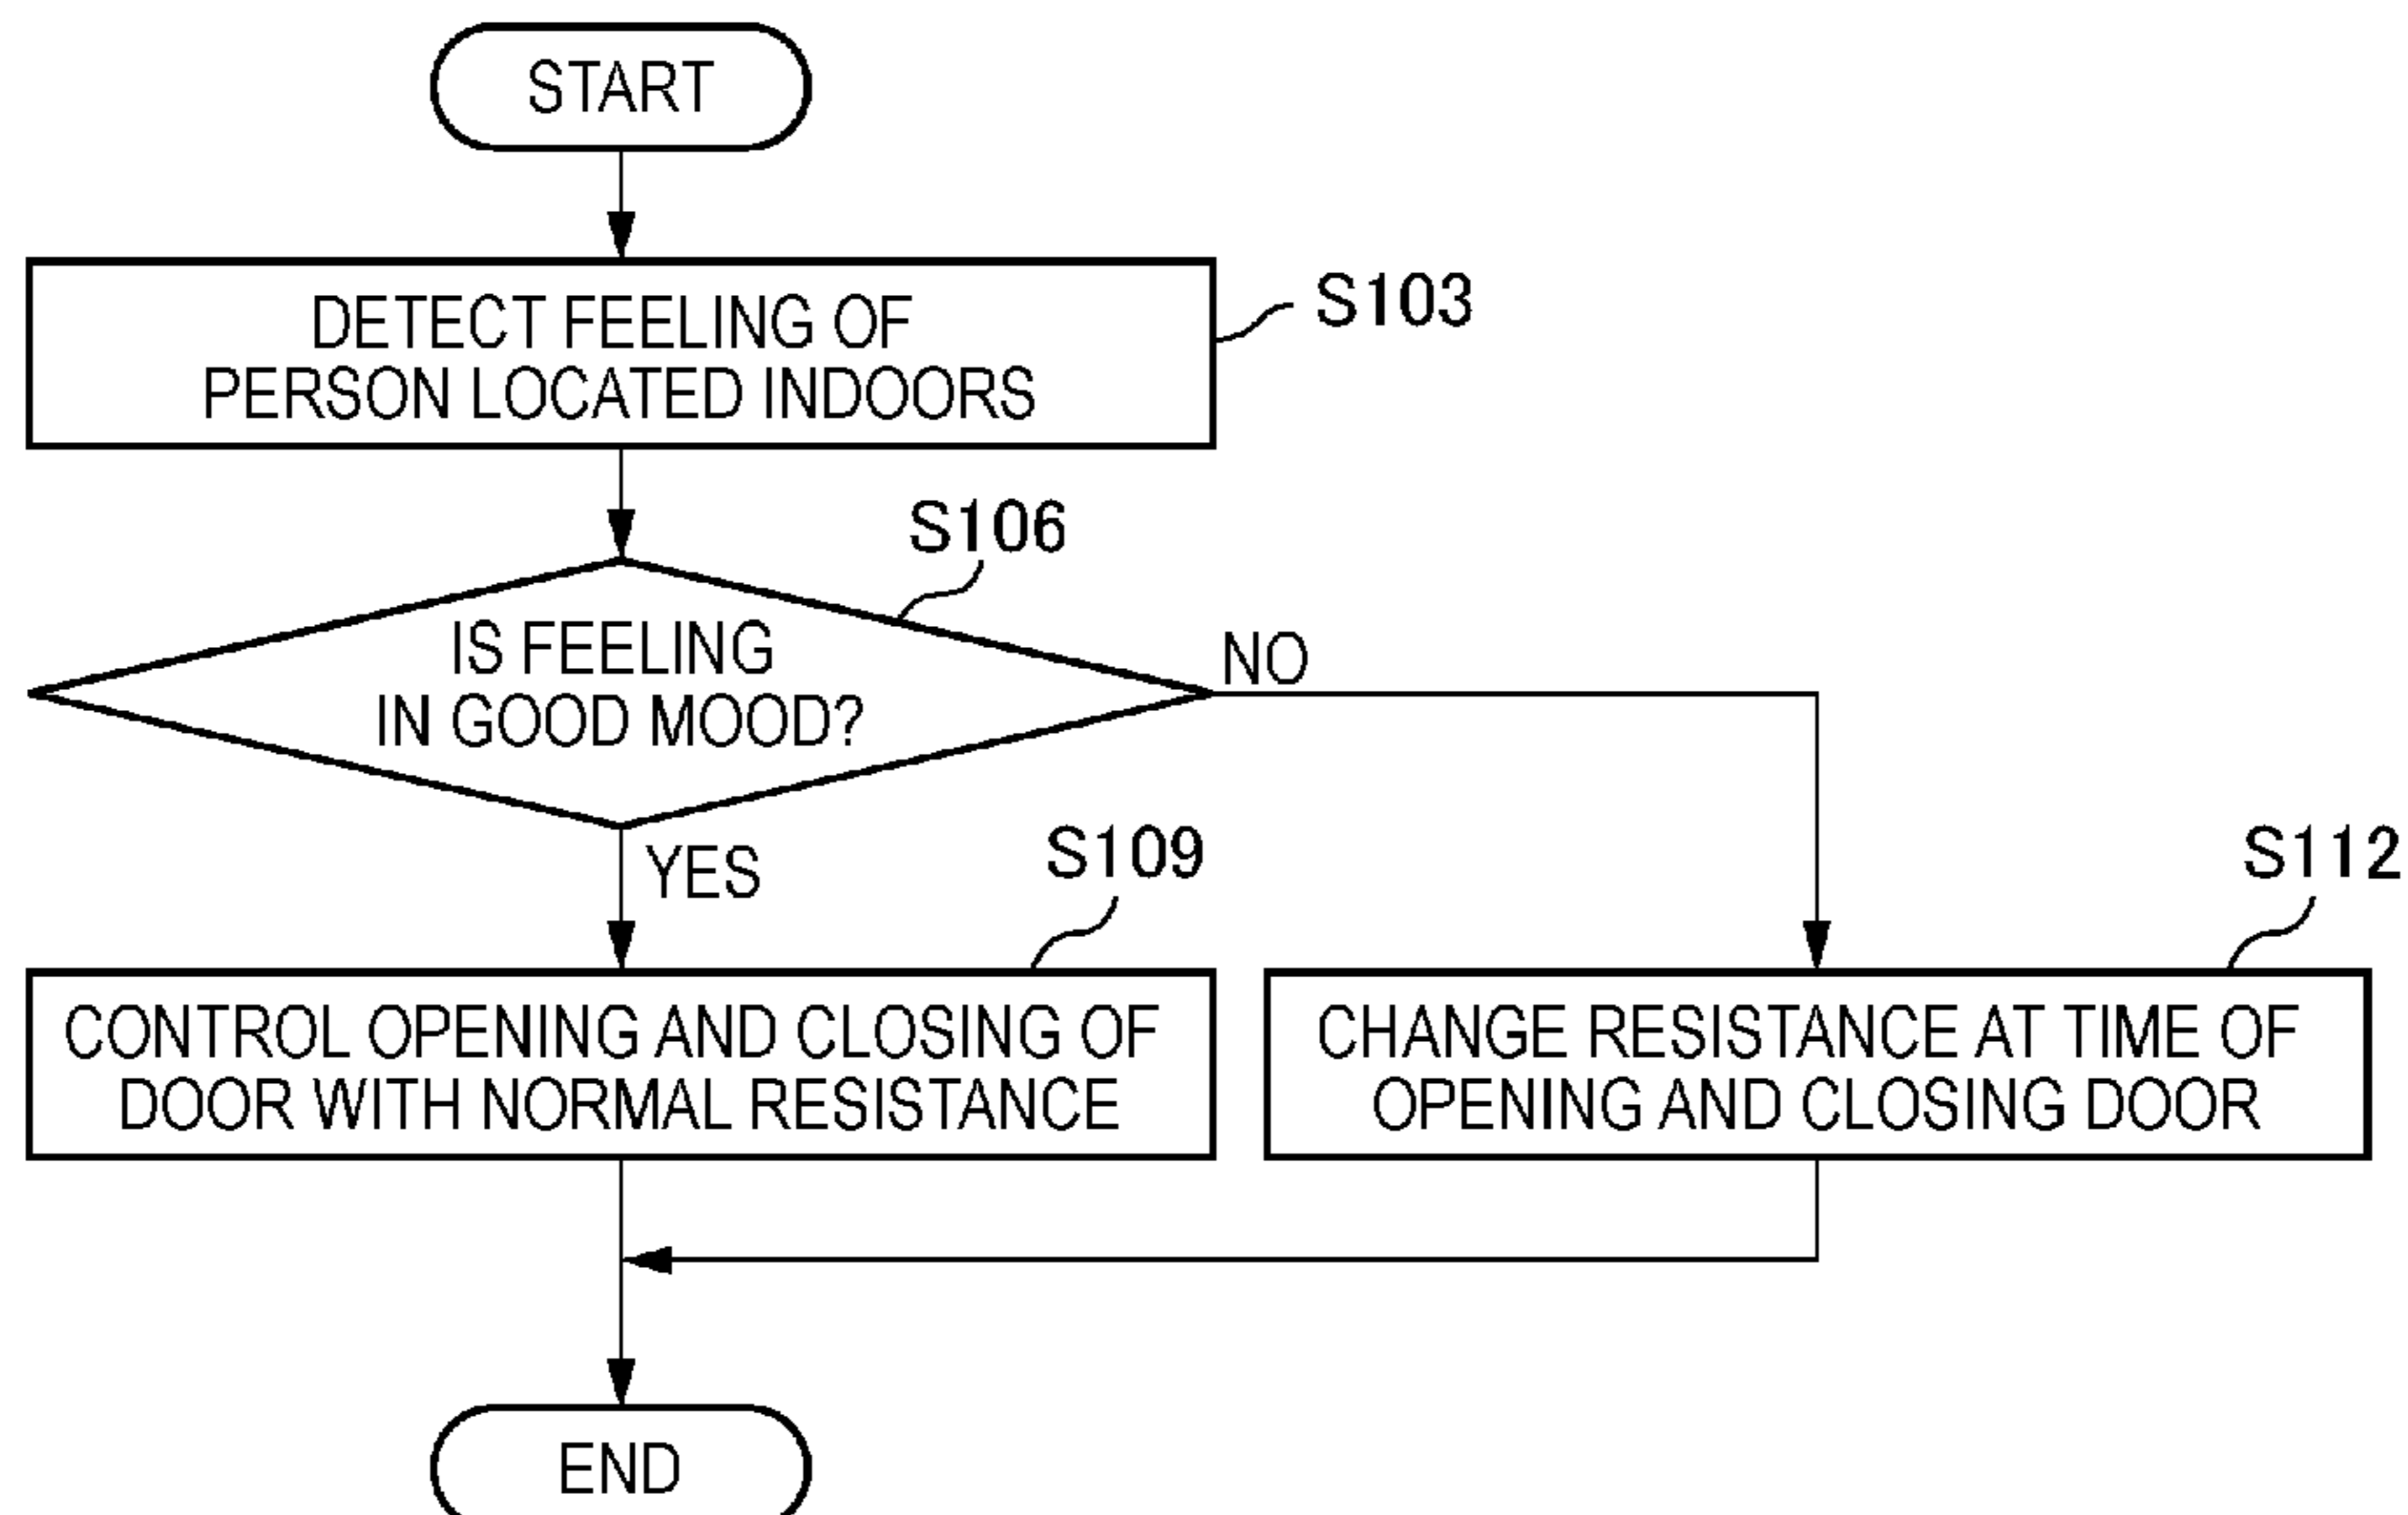 START
DETECT FEELING OF
PERSON LOCATED INDOORS
S103
S106
IS FEELING
IN GOOD MOOD?
NO
YES
S109
S112
CONTROL OPENING AND CLOSING OF
DOOR WITH NORMAL RESISTANCE
CHANGE RESISTANCE AT TIME OF
OPENING AND CLOSING DOOR
END